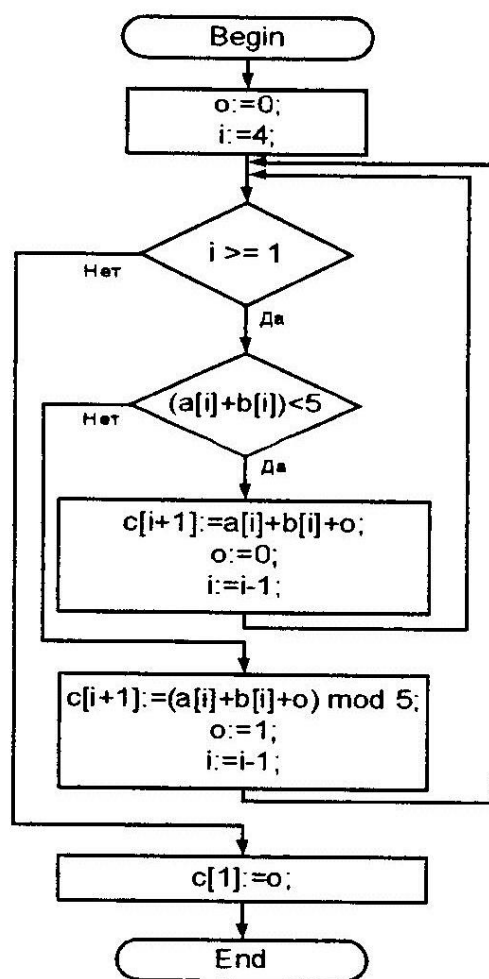 Begin
o:=0;
i:=4;
i >= 1
Нет
Да
(a[i]+b[i])<5
Нет
Да
c[i+1]:=a[i]+b[i]+o;
o:=0;
i:=i-1;
c[i+1]:=(a[i]+b[i]+o) mod 5;
o:=1;
i:=i-1;
c[1]:=o;
End